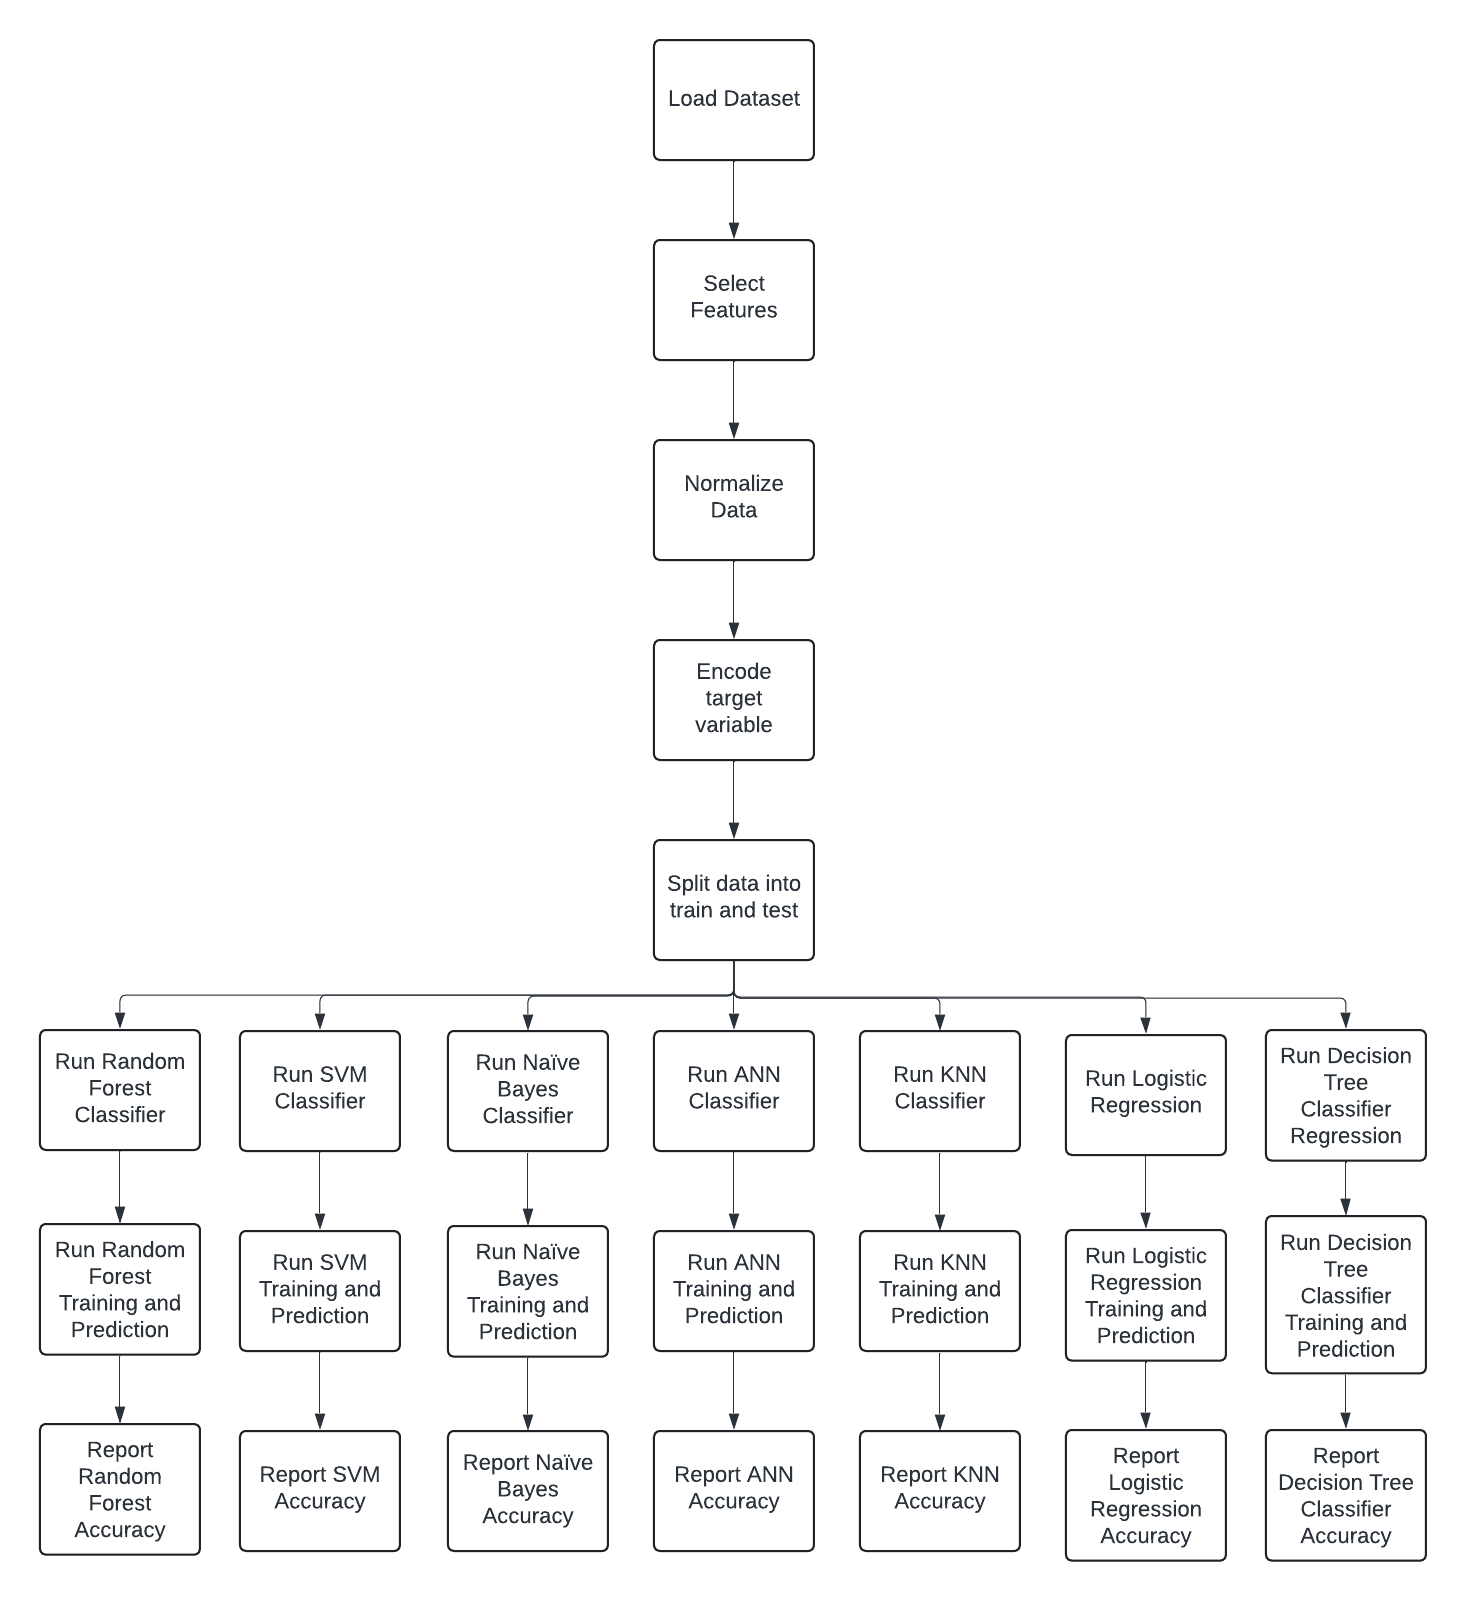 Load Dataset
Select
Features
Normalize
Data
Encode
target
variable
Split data into
train and test
Run Random
Forest
Classifier
Run SVM
Classifier
Run Naïve
Bayes
Classifier
Run ANN
Classifier
Run KNN
Classifier
Run Logistic
Regression
Run Decision
Tree
Classifier
Regression
Run Random
Forest
Training and
Prediction
Run SVM
Training and
Prediction
Run Naïve
Bayes
Training and
Prediction
Run ANN
Training and
Prediction
Run KNN
Training and
Prediction
Run Logistic
Regression
Training and
Prediction
Run Decision
Tree
Classifier
Training and
Prediction
Report
Random
Forest
Accuracy
Report SVM
Accuracy
Report Naïve
Bayes
Accuracy
Report ANN
Accuracy
Report KNN
Accuracy
Report
Logistic
Regression
Accuracy
Report
Decision Tree
Classifier
Accuracy